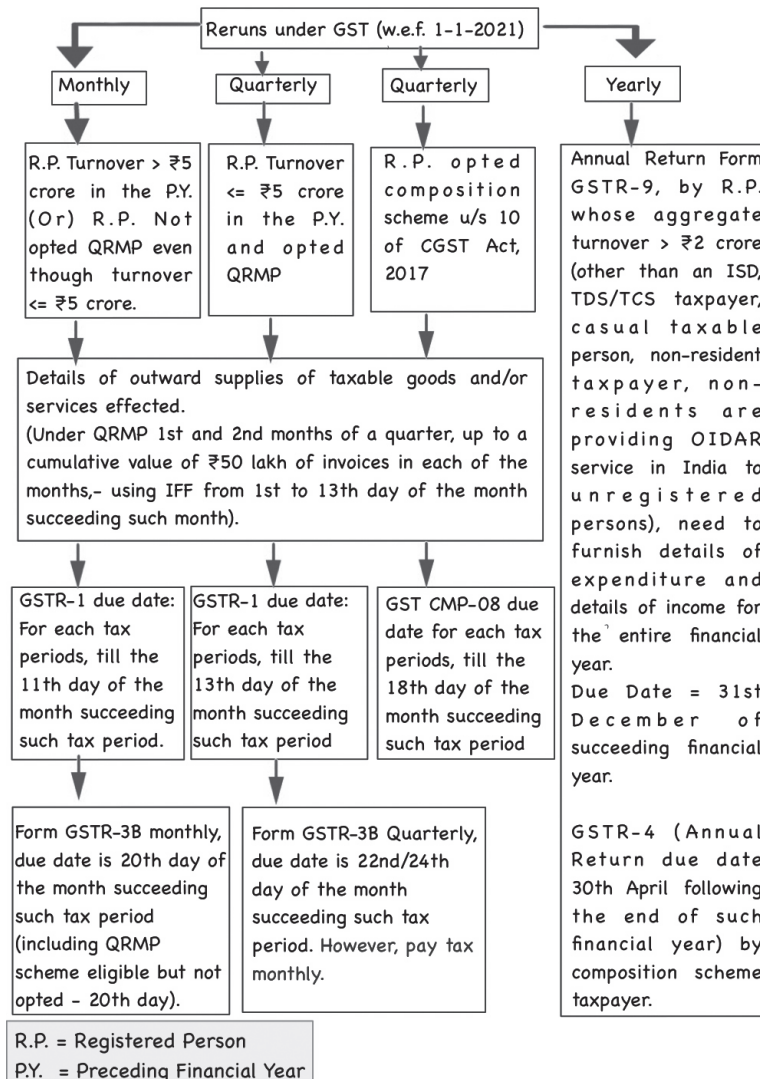 Reruns under GST (w.e.f. 1-1-2021)
Monthly
Quarterly
Quarterly
Yearly
R.P. Turnover > ₹5
crore in the P.Y.
(Or) R.P. Not
opted QRMP even
though turnover
<= ₹5 crore.
R.P. Turnover
<= ₹5 crore
in the P.Y.
and opted
QRMP
R.P. opted
composition
scheme u/s 10
of CGST Act,
2017
Annual Return Form
GSTR-9, by R.P.
whose aggregate
turnover > ₹2 crore
(other than an ISD,
TDS/TCS taxpayer,
casual taxable
person, non-resident
taxpayer, non-
residents are
providing OIDAR
service in India to
unregistered
persons), need to
furnish details of
expenditure and
details of income for
the entire financial
year.
Due Date = 31st
December of
succeeding financial
year.
GSTR-4 (Annual
Return due date
30th April following
the end of such
financial year) by
composition scheme
taxpayer.
Details of outward supplies of taxable goods and/or
services effected.
(Under QRMP 1st and 2nd months of a quarter, up to a
cumulative value of ₹50 lakh of invoices in each of the
months,- using IFF from 1st to 13th day of the month
succeeding such month).
GSTR-1 due date:
For each tax
periods, till the
11th day of the
month succeeding
such tax period.
GSTR-1 due date:
For each tax
periods, till the
13th day of the
month succeeding
such tax period
GST CMP-08 due
date for each tax
periods, till the
18th day of the
month succeeding
such tax period
Form GSTR-3B monthly,
due date is 20th day of
the month succeeding
such tax period
(including QRMP
scheme eligible but not
opted - 20th day).
Form GSTR-3B Quarterly,
due date is 22nd/24th
day of the month
succeeding such tax
period. However, pay tax
monthly.
R.P. = Registered Person
P.Y. = Preceding Financial Year